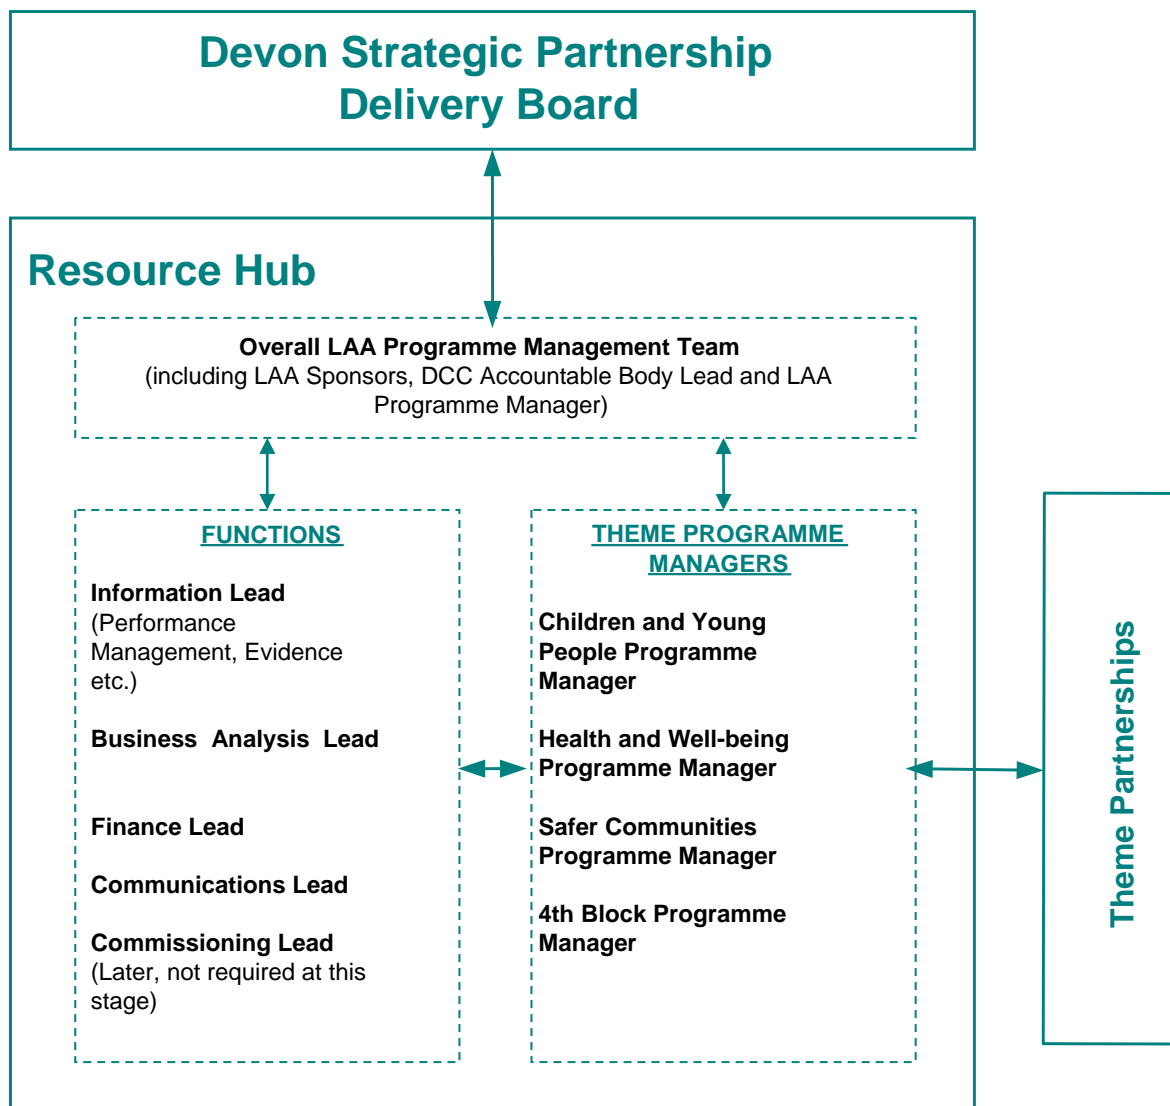 Devon Strategic Partnership
Delivery Board
Resource Hub
Overall LAA Programme Management Team
(including LAA Sponsors, DCC Accountable Body Lead and LAA
Programme Manager)
FUNCTIONS
Information Lead
(Performance
Management, Evidence
etc.)
Business Analysis Lead
Finance Lead
Communications Lead
Commissioning Lead
(Later, not required at this
stage)
THEME PROGRAMME
MANAGERS
Children and Young
People Programme
Manager
Health and Well-being
Programme Manager
Safer Communities
Programme Manager
4th Block Programme
Manager
Theme Partnerships